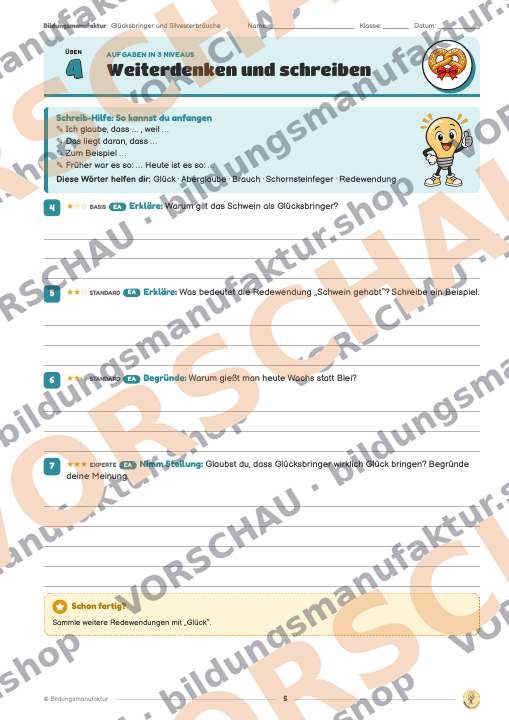 Bildungsmanufaktur · Glücksbringer und Silvesterbräuche Name: Klasse: Datum:
ÜBEN
4
AUFGABEN IN 3 NIVEAUS
Weiterdenken und schreiben
Schreib-Hilfe: So kannst du anfangen
Ich glaube, dass … , weil …
Das liegt daran, dass …
Zum Beispiel …
Früher war es so: … Heute ist es so: …
Diese Wörter helfen dir: Glück · Aberglaube · Brauch · Schornsteinfeger · Redewendung
4 ★☆☆ BASIS EA Erkläre: Warum gilt das Schwein als Glücksbringer?
5 ★★☆ STANDARD EA Erkläre: Was bedeutet die Redewendung „Schwein gehabt"? Schreibe ein Beispiel.
6 ★★☆ STANDARD EA Begründe: Warum gießt man heute Wachs statt Blei?
7 ★★★ EXPERTE EA Nimm Stellung: Glaubst du, dass Glücksbringer wirklich Glück bringen? Begründe
deine Meinung.
Schon fertig?
Sammle weitere Redewendungen mit „Glück".
© Bildungsmanufaktur 5
VORSCHAU · bildungsmanufaktur.shop